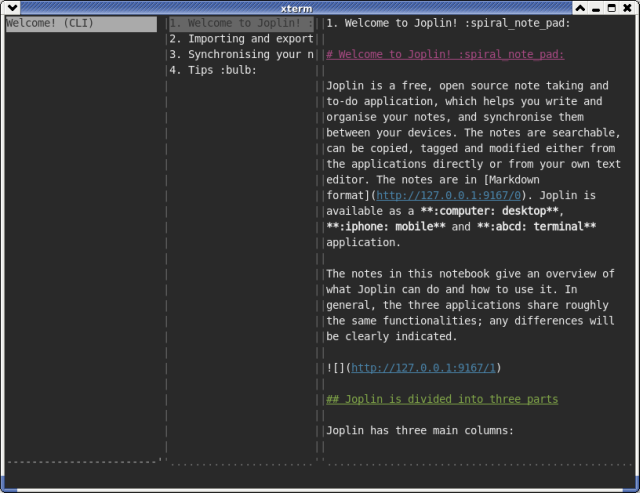 xterm
Welcome! (CLI)
1. Welcome to Joplin! :
2. Importing and export
3. Synchronising your n
4. Tips :bulb:
1. Welcome to Joplin! :spiral_note_pad:
# Welcome to Joplin! :spiral_note_pad:
Joplin is a free, open source note taking and
to-do application, which helps you write and
organise your notes, and synchronise them
between your devices. The notes are searchable,
can be copied, tagged and modified either from
the applications directly or from your own text
editor. The notes are in [Markdown
format](http://127.0.0.1:9167/0). Joplin is
available as a **:computer: desktop**,
**:iphone: mobile** and **:abcd: terminal**
application.
The notes in this notebook give an overview of
what Joplin can do and how to use it. In
general, the three applications share roughly
the same functionalities; any differences will
be clearly indicated.
![](http://127.0.0.1:9167/1)
## Joplin is divided into three parts
Joplin has three main columns: